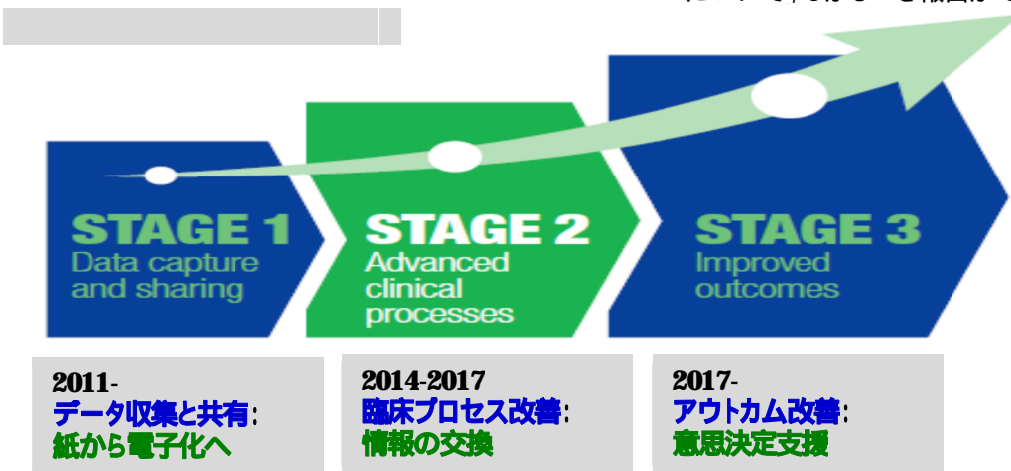 STAGE 1
Data capture
and sharing
STAGE 2
Advanced
clinical
processes
STAGE 3
Improved
outcomes
2011-
データ収集と共有:
紙から電子化へ
2014-2017
臨床プロセス改善:
情報の交換
2017-
アウトカム改善:
意思決定支援